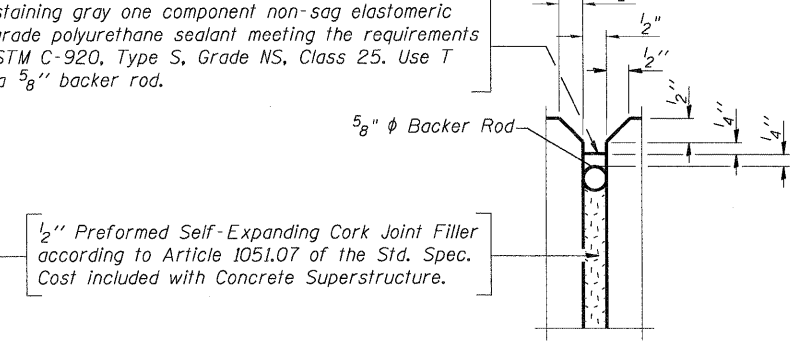 staining gray one component non-sag elastomeric
grade polyurethane sealant meeting the requirements
STM C-920, Type S, Grade NS, Class 25. Use T
a 5/8" backer rod.
1/2"
1/2"
1/2"
1/4"
1/4"
5/8" φ Backer Rod
1/2" Preformed Self-Expanding Cork Joint Filler
according to Article 1051.07 of the Std. Spec.
Cost included with Concrete Superstructure.